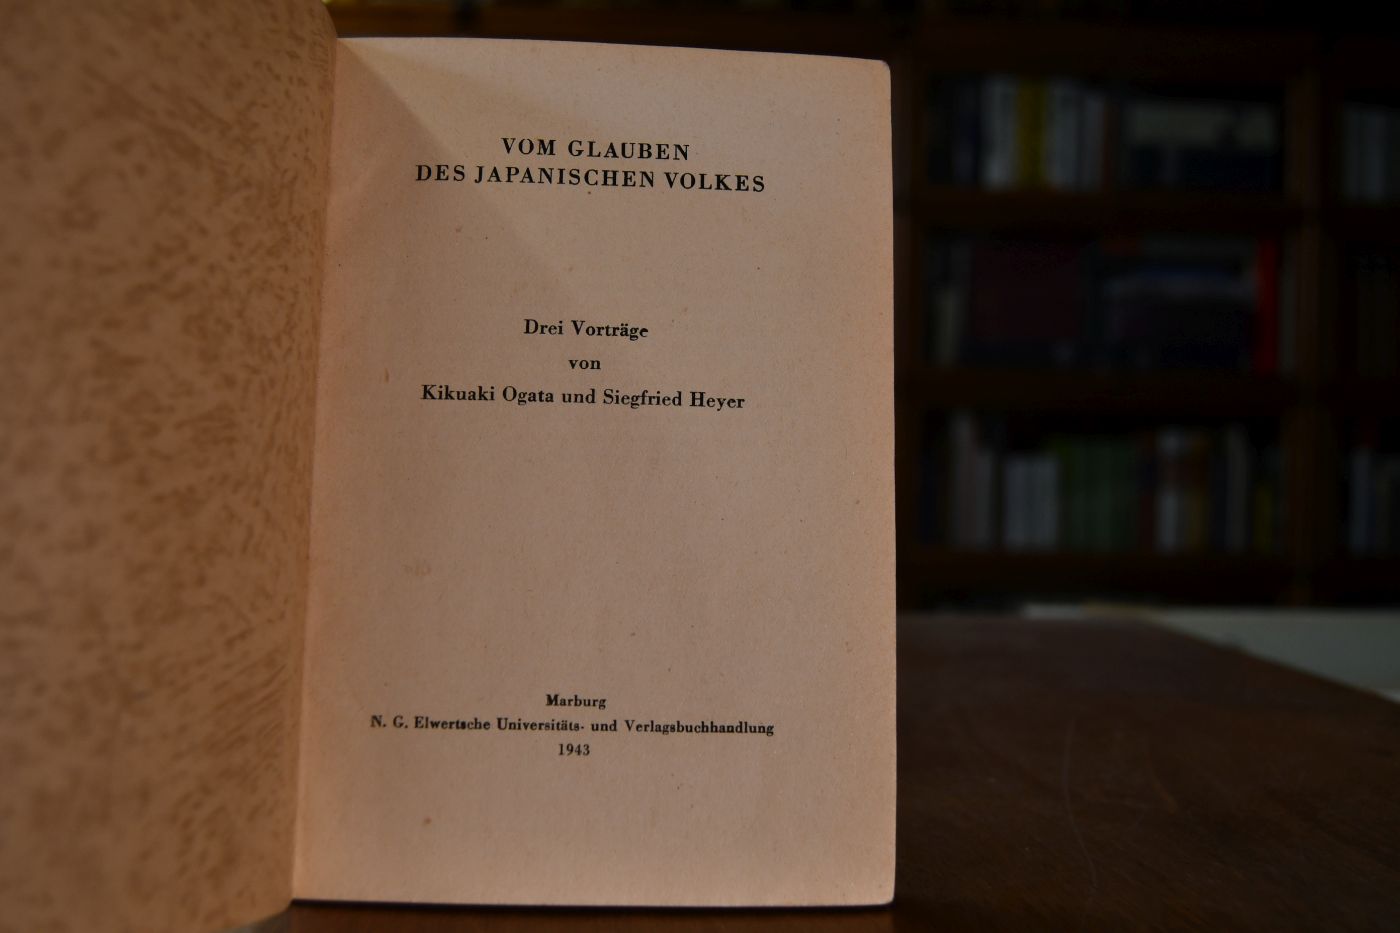 VOM GLAUBEN
DES JAPANISCHEN VOLKES
Drei Vorträge
von
Kikuaki Ogata und Siegfried Heyer
Marburg
N. G. Elwertsche Universitäts- und Verlagsbuchhandlung
1943